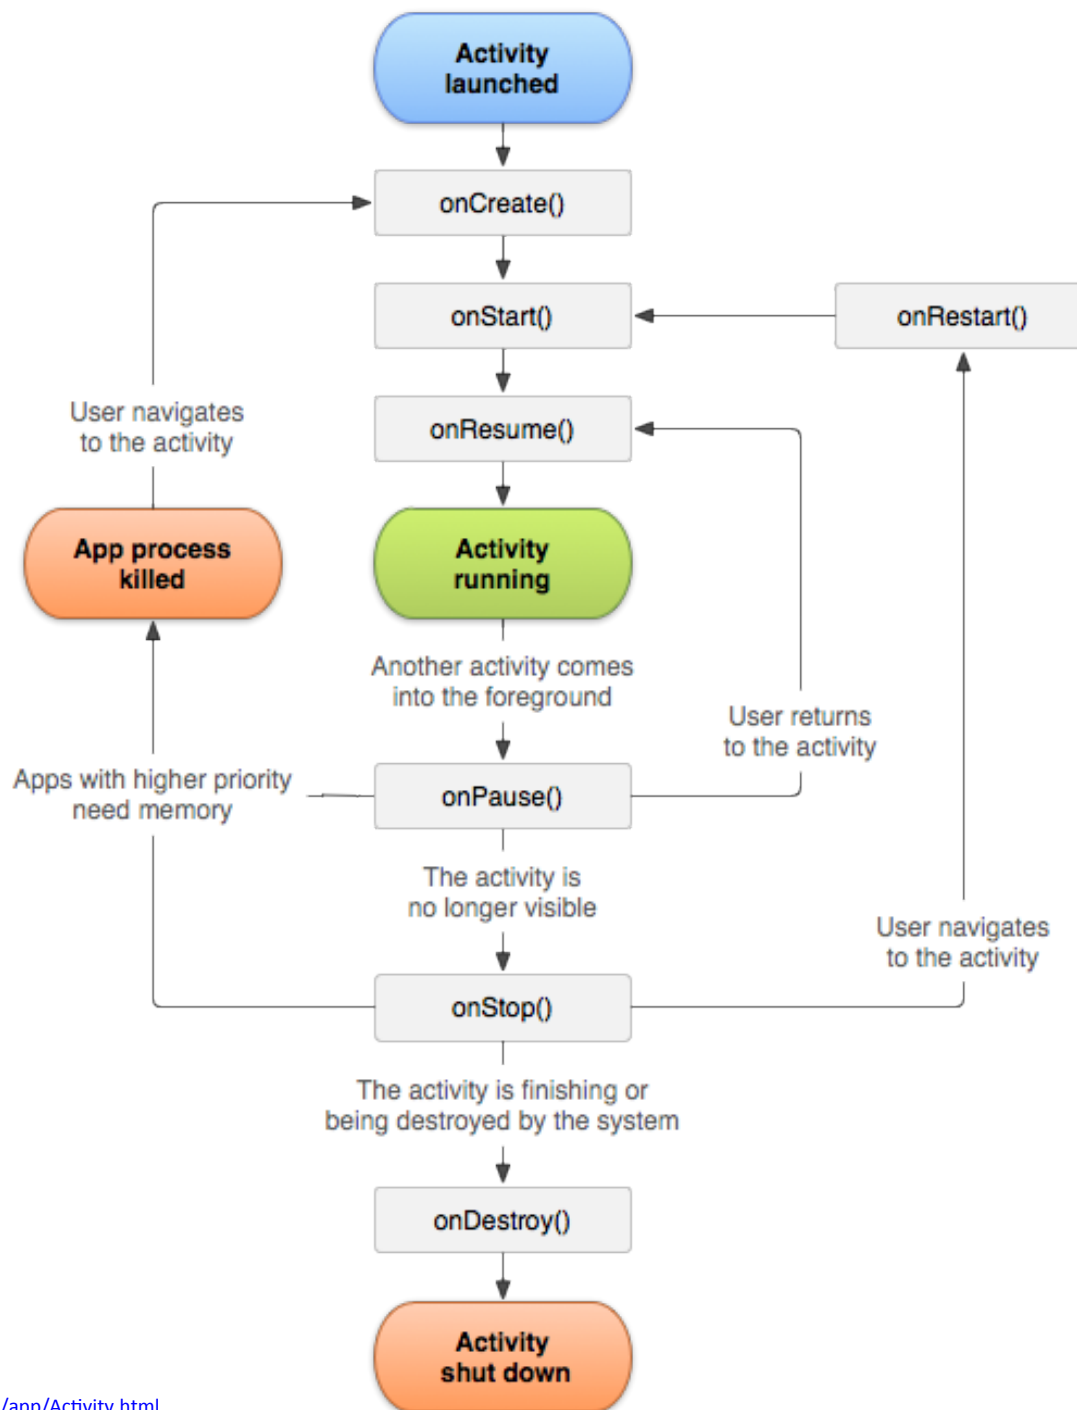 Activity
launched
onCreate()
onStart()
onRestart()
User navigates
to the activity
onResume()
App process
killed
Activity
running
Another activity comes
into the foreground
User returns
to the activity
Apps with higher priority
need memory
onPause()
The activity is
no longer visible
User navigates
to the activity
onStop()
The activity is finishing or
being destroyed by the system
onDestroy()
Activity
shut down
/app/Activity.html